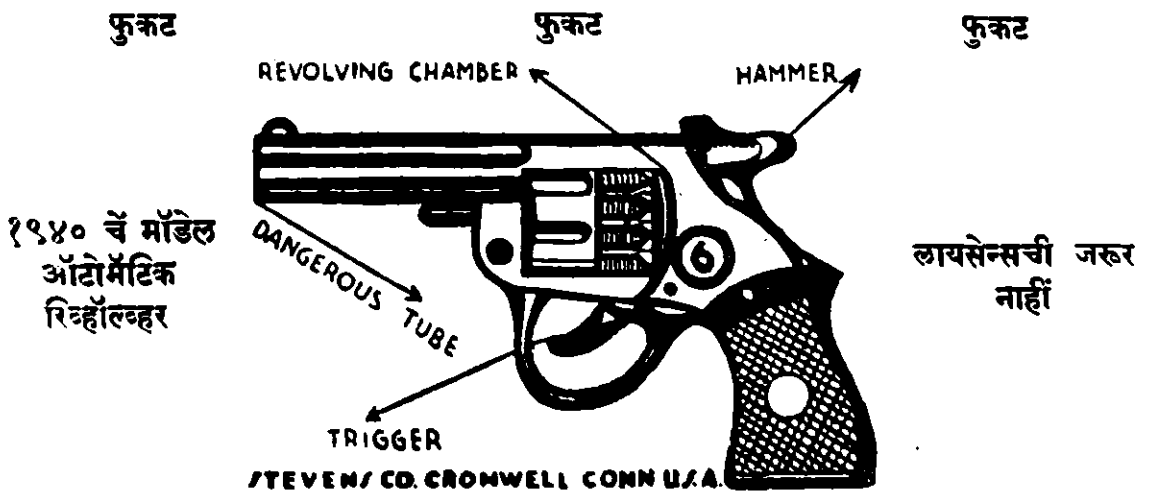 फुकट फुकट फुकट
REVOLVING CHAMBER
HAMMER
१९४० चें मॉडेल
ऑटोमॅटिक
रिव्हॉल्व्हर
DANGEROUS TUBE
6
लायसेन्सची जरूर
नाहीं
TRIGGER
STEVENS CO. CROMWELL CONN U.S.A.